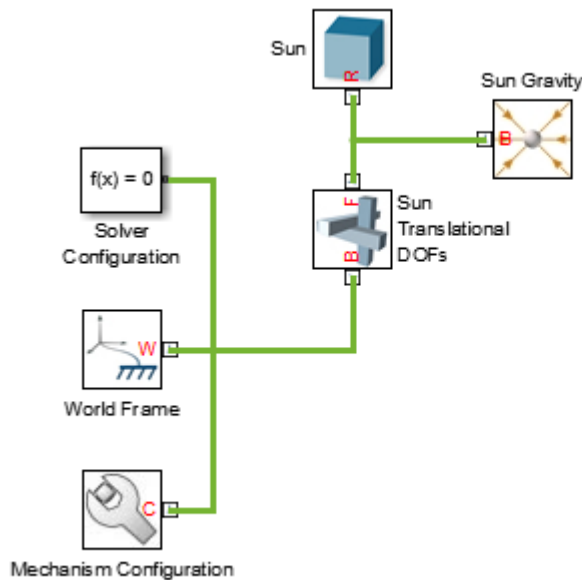 Sun
R
Sun Gravity
B
f(x) = 0
Solver
Configuration
F
Sun
Translational
DOFs
B
W
World Frame
C
Mechanism Configuration